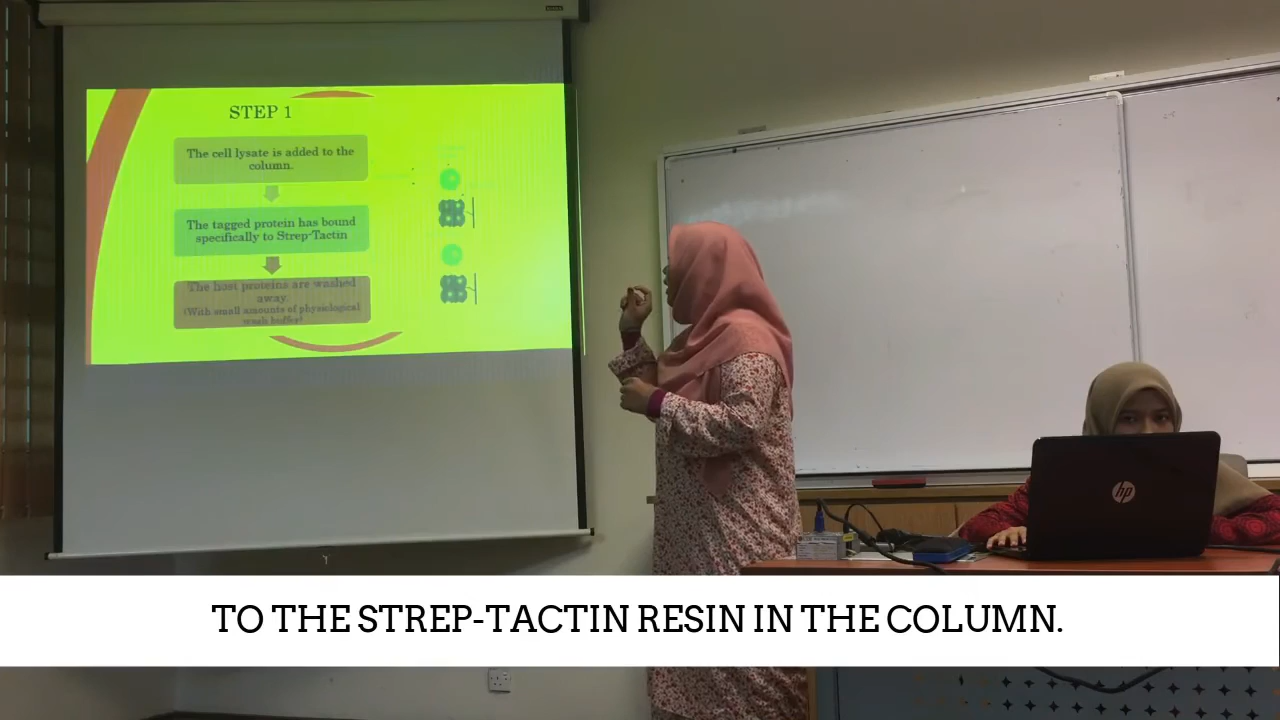 STEP 1
The cell lysate is added to the
column.
The tagged protein has bound
specifically to Strep-Tactin
The host proteins are washed
away.
(With small amounts of physiological
wash buffer)
hp
TO THE STREP-TACTIN RESIN IN THE COLUMN.